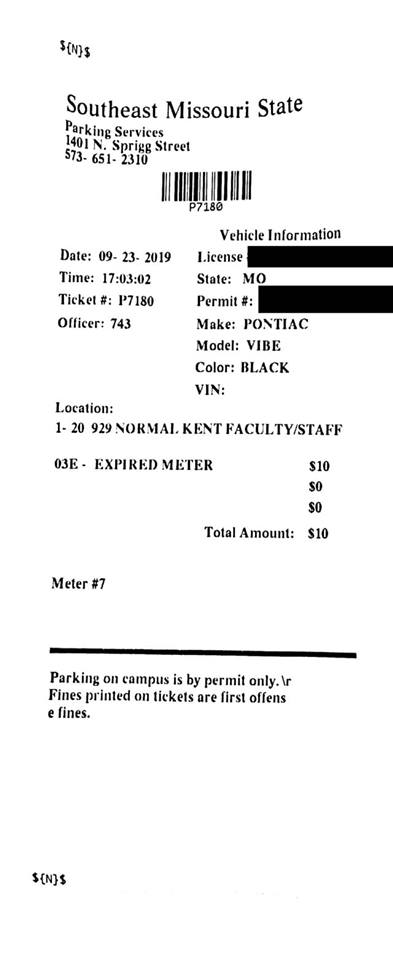 ${N}$
Southeast Missouri State
Parking Services
1401 N. Sprigg Street
573- 651- 2310
P7180
Vehicle Information
Date: 09- 23- 2019 License
Time: 17:03:02 State: MO
Ticket #: P7180 Permit #:
Officer: 743 Make: PONTIAC
Model: VIBE
Color: BLACK
VIN:
Location:
1- 20 929 NORMAL KENT FACULTY/STAFF
03E - EXPIRED METER $10
$0
$0
Total Amount: $10
Meter #7
Parking on campus is by permit only. \r
Fines printed on tickets are first offens
e fines.
${N}$